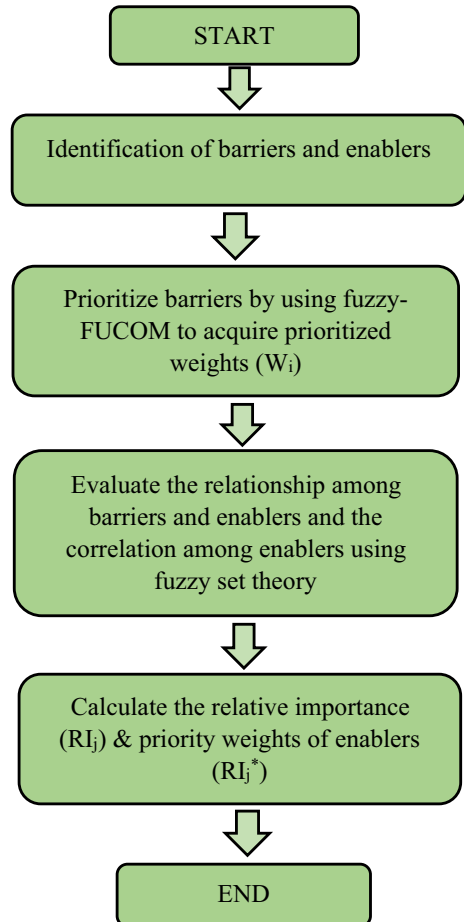 START
Identification of barriers and enablers
Prioritize barriers by using fuzzy-
FUCOM to acquire prioritized
weights (Wᵢ)
Evaluate the relationship among
barriers and enablers and the
correlation among enablers using
fuzzy set theory
Calculate the relative importance
(RIⱼ) & priority weights of enablers
(RIⱼ*)
END